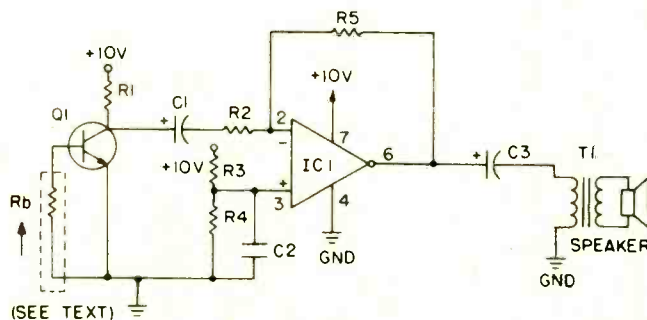 R5
+10V
R1
Q1
C1
R2
+10V
2
-
7
+10V
R3
IC1
6
C3
T1
+
+
+
3
4
R4
Rb
C2
GND
SPEAKER
GND
(SEE TEXT)